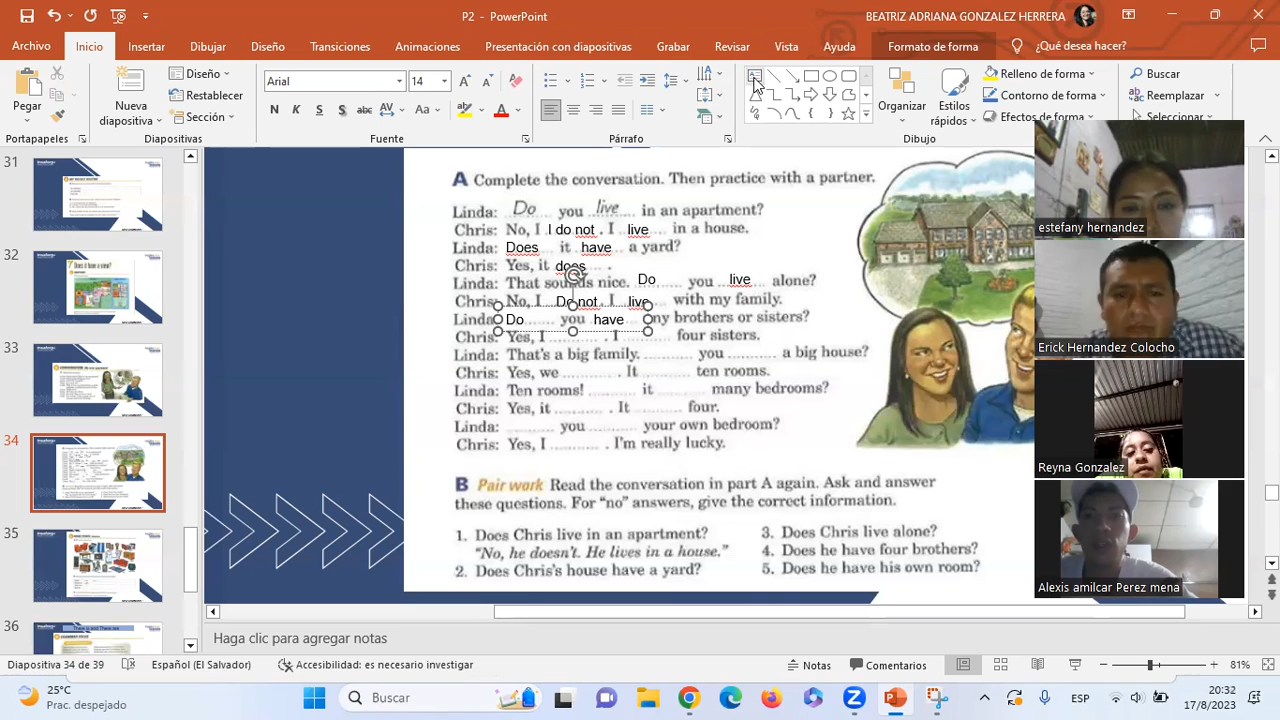 P2 - PowerPoint
BEATRIZ ADRIANA GONZALEZ HERRERA
Archivo Inicio Insertar Dibujar Diseño Transiciones Animaciones Presentación con diapositivas Grabar Revisar Vista Ayuda Formato de forma ¿Qué desea hacer?
Pegar
Nueva diapositiva
Diseño
Restablecer
Sección
Arial 14
N K S ab AV Aa A A A
Organizar
Estilos rápidos
Relleno de forma
Contorno de forma
Efectos de forma
Buscar
Reemplazar
Seleccionar
Portapapeles Diapositivas Fuente Párrafo Dibujo
31
32
33
34
35
36
A Complete the conversation. Then practice with a partner.
Linda: Do you live in an apartment?
Chris: No, I I do not . I live in a house.
Linda: Does it have a yard?
Chris: Yes, it does .
Linda: That sounds nice. Do you live alone?
Chris: No, I Do not . I live with my family.
Linda: Do you have ny brothers or sisters?
Chris: Yes, I . I four sisters.
Linda: That's a big family. you a big house?
Chris: Yes, we . It ten rooms.
Linda: Ten rooms! it many bedrooms?
Chris: Yes, it . It four.
Linda: you your own bedroom?
Chris: Yes, I . I'm really lucky.
B Pair work Read the conversation in part A again. Ask and answer
these questions. For "no" answers, give the correct information.
1. Does Chris live in an apartment?
"No, he doesn't. He lives in a house."
2. Does Chris's house have a yard?
3. Does Chris live alone?
4. Does he have four brothers?
5. Does he have his own room?
estefany hernandez
Erick Hernandez Colocho
Reyna Gonzalez
Alexis amilcar Perez mena
Haga clic para agregar notas
Diapositiva 34 de 39 Español (El Salvador) Accesibilidad: es necesario investigar Notas Comentarios 81%
25°C
Prac. despejado
Buscar
ESP
20:32
17/8/2023